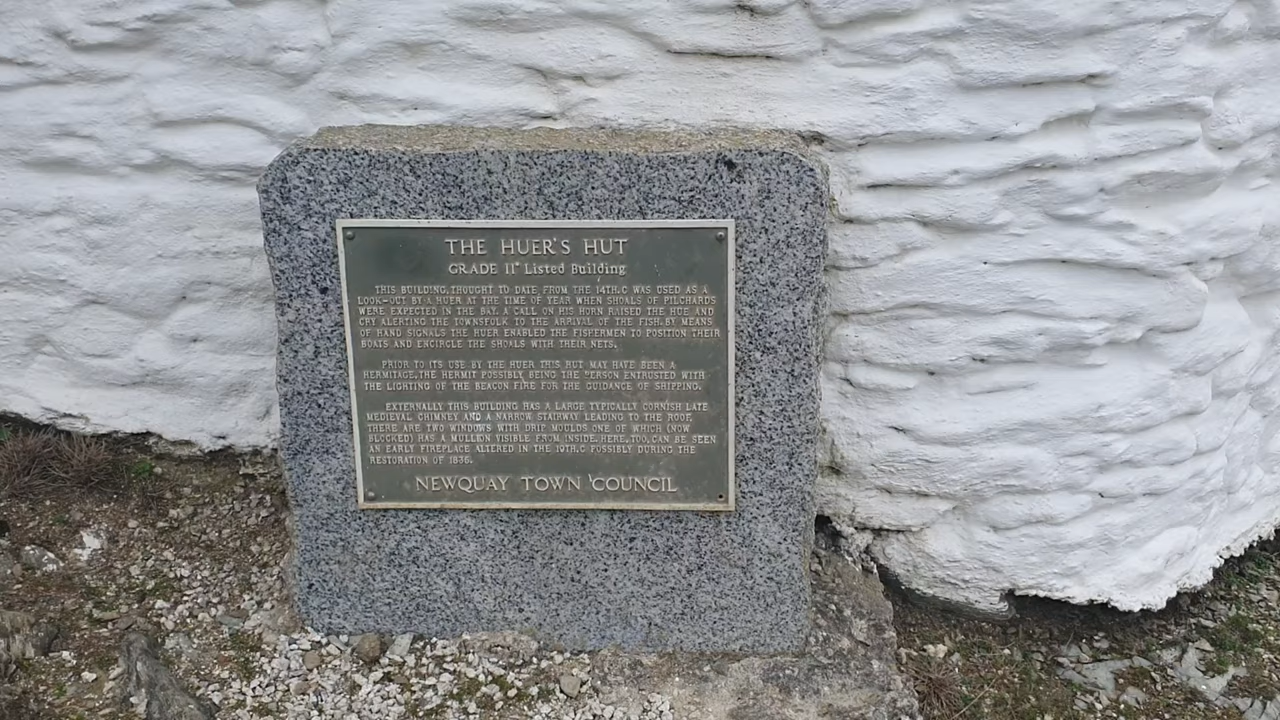 THE HUER'S HUT
GRADE II* Listed Building
THIS BUILDING, THOUGHT TO DATE FROM THE 14TH.C WAS USED AS A
LOOK-OUT BY A HUER AT THE TIME OF YEAR WHEN SHOALS OF PILCHARDS
WERE EXPECTED IN THE BAY. A CALL ON HIS HORN RAISED THE HUE AND
CRY ALERTING THE TOWNSFOLK TO THE ARRIVAL OF THE FISH. BY MEANS
OF HAND SIGNALS THE HUER ENABLED THE FISHERMEN TO POSITION THEIR
BOATS AND ENCIRCLE THE SHOALS WITH THEIR NETS.
PRIOR TO ITS USE BY THE HUER THIS HUT MAY HAVE BEEN A
HERMITAGE, THE HERMIT POSSIBLY BEING THE PERSON ENTRUSTED WITH
THE LIGHTING OF THE BEACON FIRE FOR THE GUIDANCE OF SHIPPING.
EXTERNALLY THIS BUILDING HAS A LARGE TYPICALLY CORNISH LATE
MEDIEVAL CHIMNEY AND A NARROW STAIRWAY LEADING TO THE ROOF.
THERE ARE TWO WINDOWS WITH DRIP MOULDS ONE OF WHICH (NOW
BLOCKED) HAS A MULLION VISIBLE FROM INSIDE. HERE, TOO, CAN BE SEEN
AN EARLY FIREPLACE ALTERED IN THE 19TH.C POSSIBLY DURING THE
RESTORATION OF 1836.
NEWQUAY TOWN COUNCIL